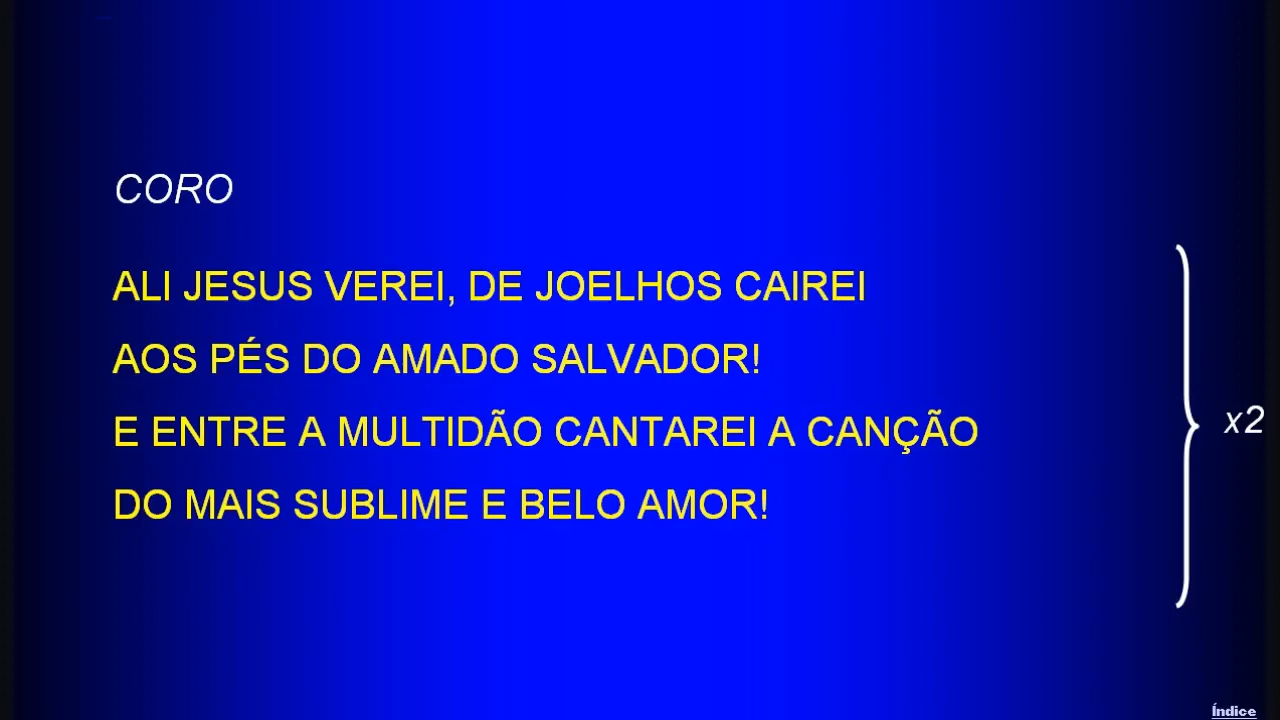 CORO
ALI JESUS VEREI, DE JOELHOS CAIREI
AOS PÉS DO AMADO SALVADOR!
E ENTRE A MULTIDÃO CANTAREI A CANÇÃO
DO MAIS SUBLIME E BELO AMOR!
x2
Índice